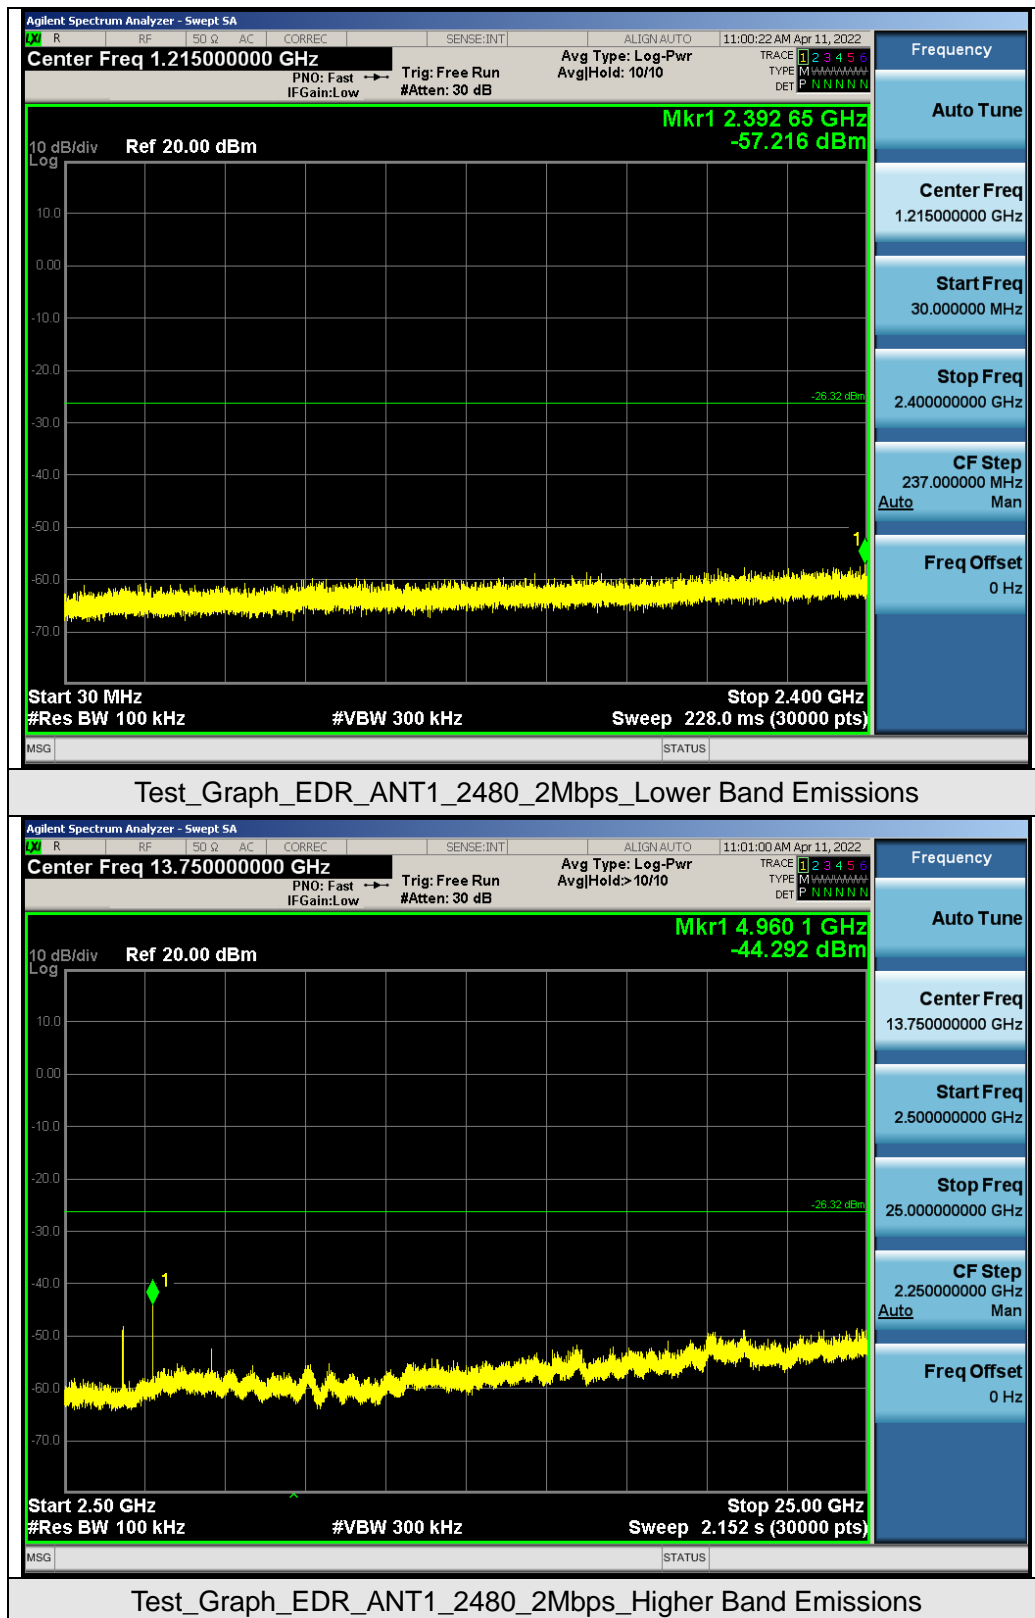 Agilent Spectrum Analyzer - Swept SA
LXI R RF 50 Ω AC CORREC SENSE:INT ALIGN AUTO 11:00:22 AM Apr 11, 2022
Center Freq 1.215000000 GHz
PNO: Fast
IFGain:Low
Trig: Free Run
#Atten: 30 dB
Avg Type: Log-Pwr
Avg|Hold: 10/10
TRACE 1 2 3 4 5 6
TYPE M
DET P N N N N N
Mkr1 2.392 65 GHz
-57.216 dBm
10 dB/div Ref 20.00 dBm
Log
10.0
0.00
-10.0
-20.0
-26.32 dBm
-30.0
-40.0
-50.0
1
-60.0
-70.0
Start 30 MHz Stop 2.400 GHz
#Res BW 100 kHz #VBW 300 kHz Sweep 228.0 ms (30000 pts)
MSG STATUS
Frequency
Auto Tune
Center Freq
1.215000000 GHz
Start Freq
30.000000 MHz
Stop Freq
2.400000000 GHz
CF Step
237.000000 MHz
Auto Man
Freq Offset
0 Hz
Test_Graph_EDR_ANT1_2480_2Mbps_Lower Band Emissions
Agilent Spectrum Analyzer - Swept SA
LXI R RF 50 Ω AC CORREC SENSE:INT ALIGN AUTO 11:01:00 AM Apr 11, 2022
Center Freq 13.750000000 GHz
PNO: Fast
IFGain:Low
Trig: Free Run
#Atten: 30 dB
Avg Type: Log-Pwr
Avg|Hold:> 10/10
TRACE 1 2 3 4 5 6
TYPE M
DET P N N N N N
Mkr1 4.960 1 GHz
-44.292 dBm
10 dB/div Ref 20.00 dBm
Log
10.0
0.00
-10.0
-20.0
-26.32 dBm
-30.0
-40.0
1
-50.0
-60.0
-70.0
Start 2.50 GHz Stop 25.00 GHz
#Res BW 100 kHz #VBW 300 kHz Sweep 2.152 s (30000 pts)
MSG STATUS
Frequency
Auto Tune
Center Freq
13.750000000 GHz
Start Freq
2.500000000 GHz
Stop Freq
25.000000000 GHz
CF Step
2.250000000 GHz
Auto Man
Freq Offset
0 Hz
Test_Graph_EDR_ANT1_2480_2Mbps_Higher Band Emissions